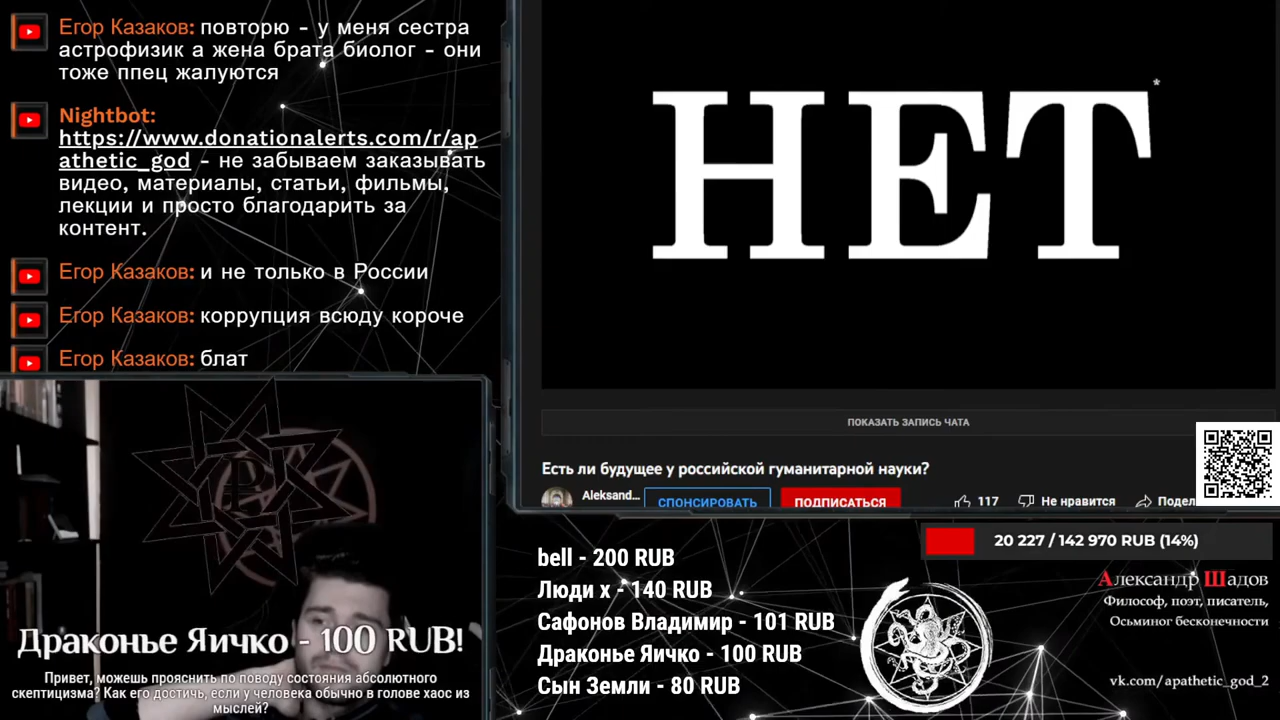 Егор Казаков: повторю - у меня сестра
астрофизик а жена брата биолог - они
тоже ппец жалуются
Nightbot:
https://www.donationalerts.com/r/ap
athetic_god - не забываем заказывать
видео, материалы, статьи, фильмы,
лекции и просто благодарить за
контент.
Егор Казаков: и не только в России
Егор Казаков: коррупция всюду короче
Егор Казаков: блат
НЕТ*
ПОКАЗАТЬ ЗАПИСЬ ЧАТА
Есть ли будущее у российской гуманитарной науки?
Aleksand...
СПОНСИРОВАТЬ
ПОДПИСАТЬСЯ
117
Не нравится
Подел
Драконье Яичко - 100 RUB!
Привет, можешь прояснить по поводу состояния абсолютного
скептицизма? Как его достичь, если у человека обычно в голове хаос из
мыслей?
bell - 200 RUB
Люди х - 140 RUB
Сафонов Владимир - 101 RUB
Драконье Яичко - 100 RUB
Сын Земли - 80 RUB
20 227 / 142 970 RUB (14%)
Александр Шадов
Философ, поэт, писатель,
Осьминог бесконечности
vk.com/apathetic_god_2